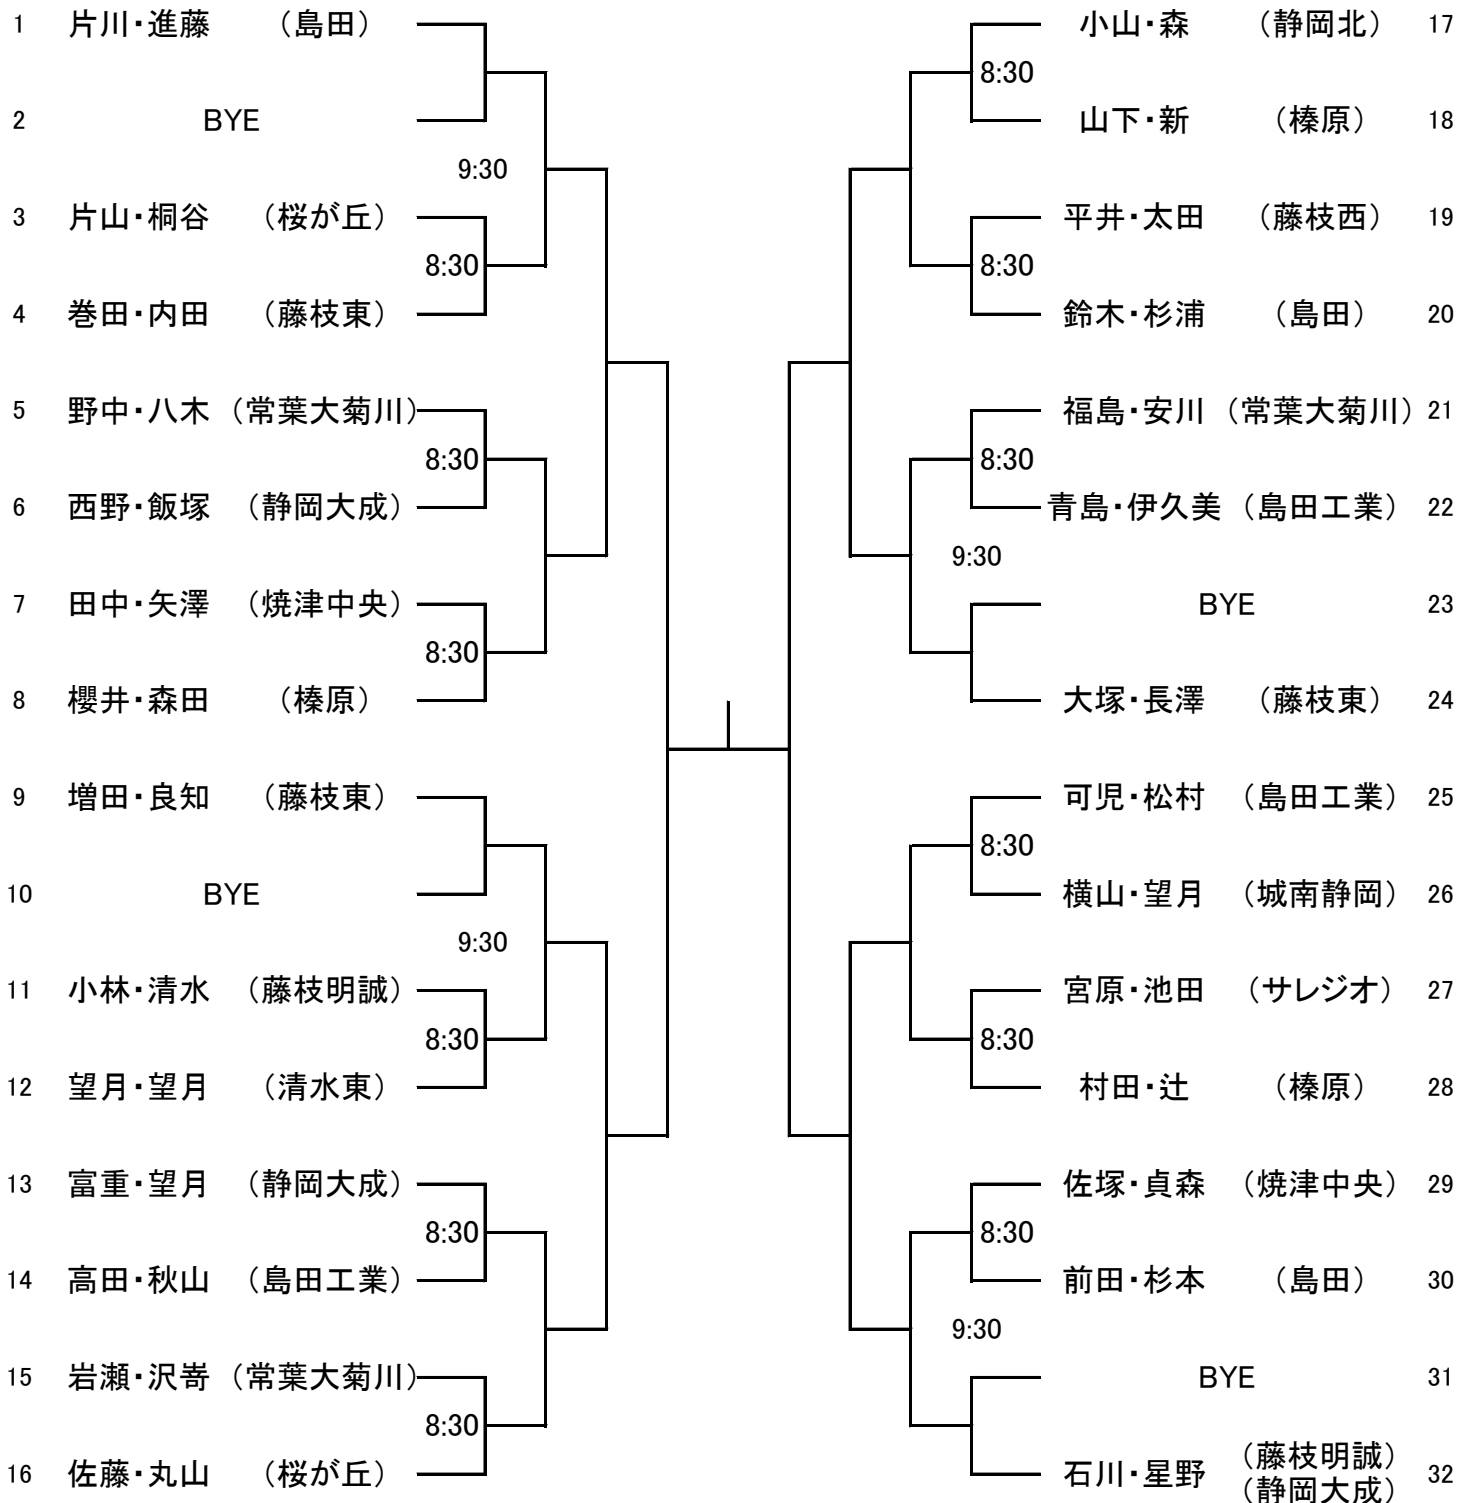 1 片川・進藤 （島田）
2 BYE
9:30
3 片山・桐谷 （桜が丘）
8:30
4 巻田・内田 （藤枝東）
5 野中・八木 （常葉大菊川）
8:30
6 西野・飯塚 （静岡大成）
7 田中・矢澤 （焼津中央）
8:30
8 櫻井・森田 （榛原）
9 増田・良知 （藤枝東）
10 BYE
9:30
11 小林・清水 （藤枝明誠）
8:30
12 望月・望月 （清水東）
13 富重・望月 （静岡大成）
8:30
14 高田・秋山 （島田工業）
15 岩瀬・沢嵜 （常葉大菊川）
8:30
16 佐藤・丸山 （桜が丘）
小山・森 （静岡北） 17
8:30
山下・新 （榛原） 18
平井・太田 （藤枝西） 19
8:30
鈴木・杉浦 （島田） 20
福島・安川 （常葉大菊川） 21
8:30
青島・伊久美 （島田工業） 22
9:30
BYE 23
大塚・長澤 （藤枝東） 24
可児・松村 （島田工業） 25
8:30
横山・望月 （城南静岡） 26
宮原・池田 （サレジオ） 27
8:30
村田・辻 （榛原） 28
佐塚・貞森 （焼津中央） 29
8:30
前田・杉本 （島田） 30
9:30
BYE 31
石川・星野 （藤枝明誠） 32
（静岡大成）